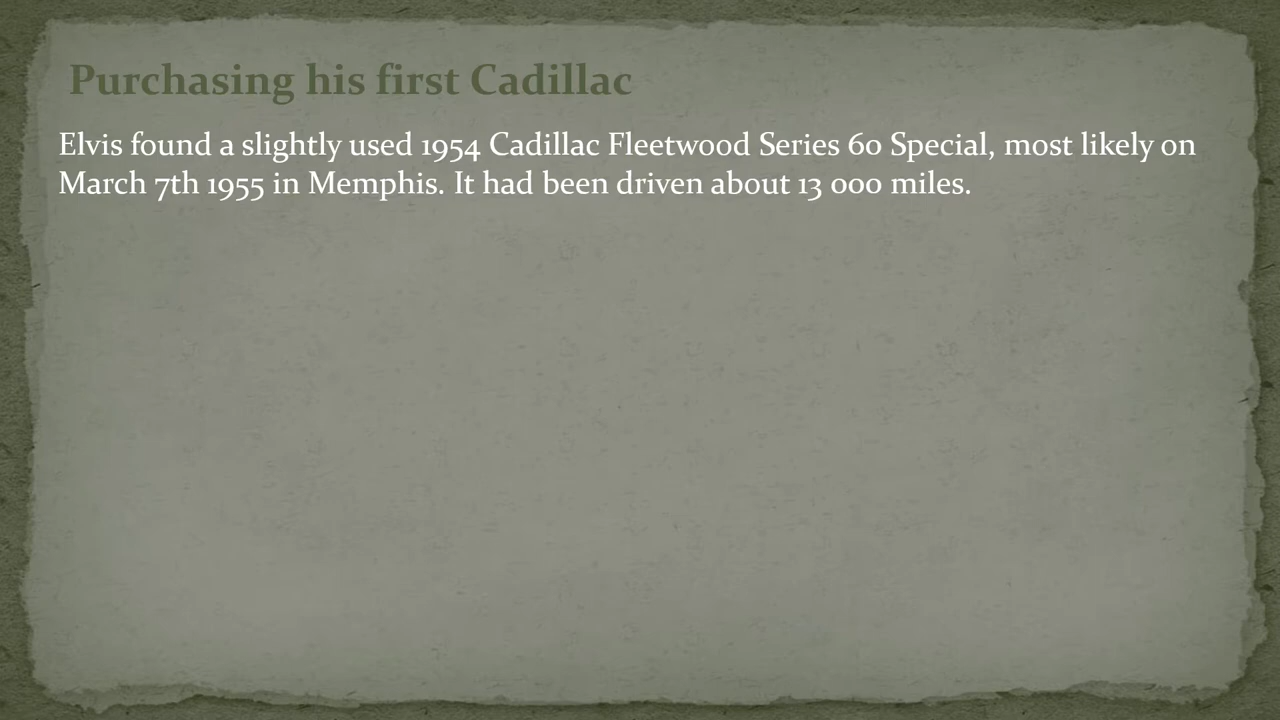 Purchasing his first Cadillac
Elvis found a slightly used 1954 Cadillac Fleetwood Series 60 Special, most likely on
March 7th 1955 in Memphis. It had been driven about 13 000 miles.